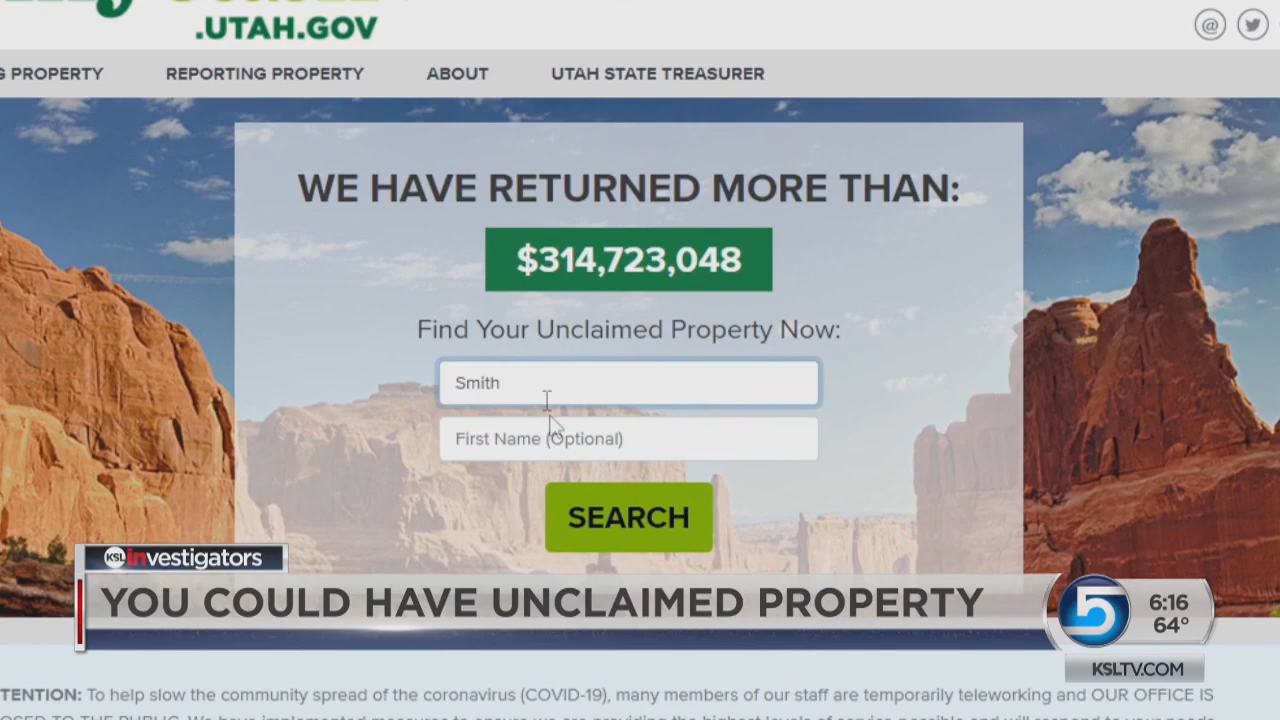 .UTAH.GOV
PROPERTY
REPORTING PROPERTY
ABOUT
UTAH STATE TREASURER
WE HAVE RETURNED MORE THAN:
$314,723,048
Find Your Unclaimed Property Now:
Smith
First Name (Optional)
SEARCH
KSL investigators
YOU COULD HAVE UNCLAIMED PROPERTY
5
6:16
64°
KSLTV.COM
TENTION: To help slow the community spread of the coronavirus (COVID-19), many members of our staff are temporarily teleworking and OUR OFFICE IS